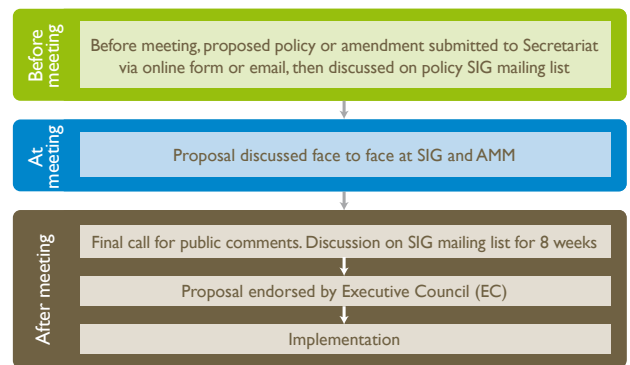 Before
meeting
Before meeting, proposed policy or amendment submitted to Secretariat
via online form or email, then discussed on policy SIG mailing list
At
meeting
Proposal discussed face to face at SIG and AMM
After meeting
Final call for public comments. Discussion on SIG mailing list for 8 weeks
Proposal endorsed by Executive Council (EC)
Implementation